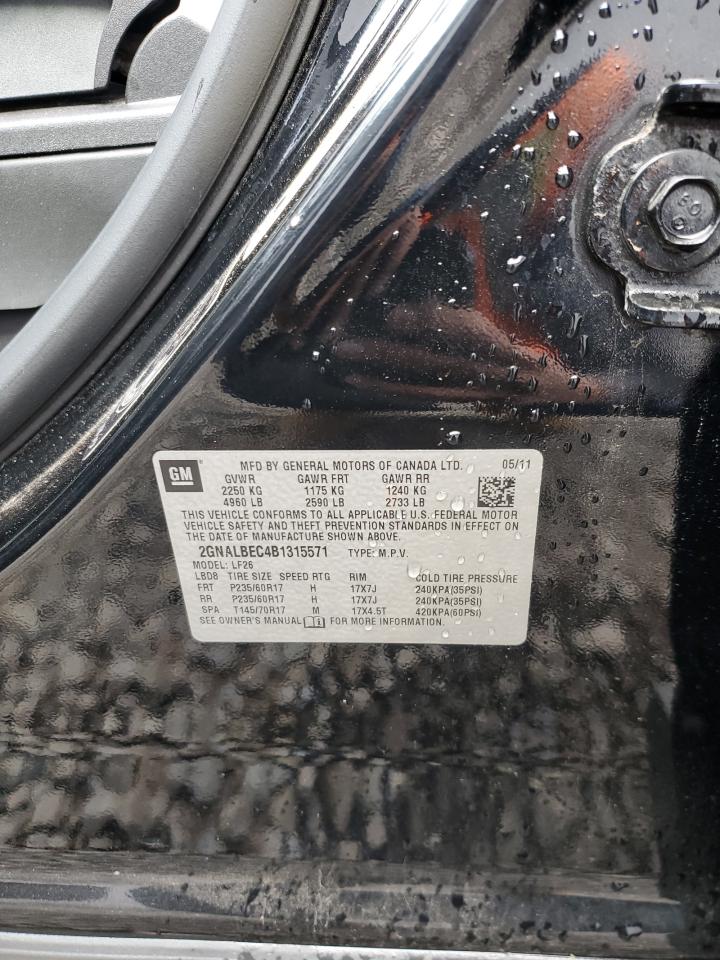 GM
MFD BY GENERAL MOTORS OF CANADA LTD. 05/11
GVWR GAWR FRT GAWR RR
2250 KG 1175 KG 1240 KG
4960 LB 2590 LB 2733 LB
THIS VEHICLE CONFORMS TO ALL APPLICABLE U.S. FEDERAL MOTOR
VEHICLE SAFETY AND THEFT PREVENTION STANDARDS IN EFFECT
ON THE DATE OF MANUFACTURE SHOWN ABOVE.
2GNALBEC4B1315571 TYPE: M.P.V.
MODEL: LF26
LBD8 TIRE SIZE SPEED RTG RIM COLD TIRE PRESSURE
FRT P235/60R17 H 17X7J 240KPA(35PSI)
RR P235/60R17 H 17X7J 240KPA(35PSI)
SPA T145/70R17 M 17X4.5T 420KPA(60PSI)
SEE OWNER'S MANUAL FOR MORE INFORMATION.